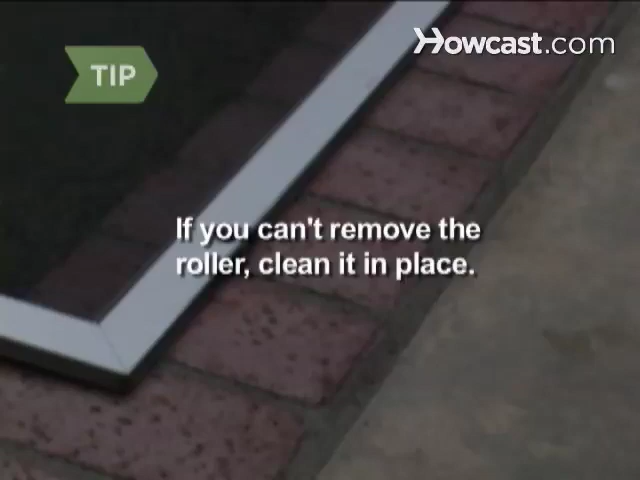 Howcast.com
TIP
If you can't remove the
roller, clean it in place.